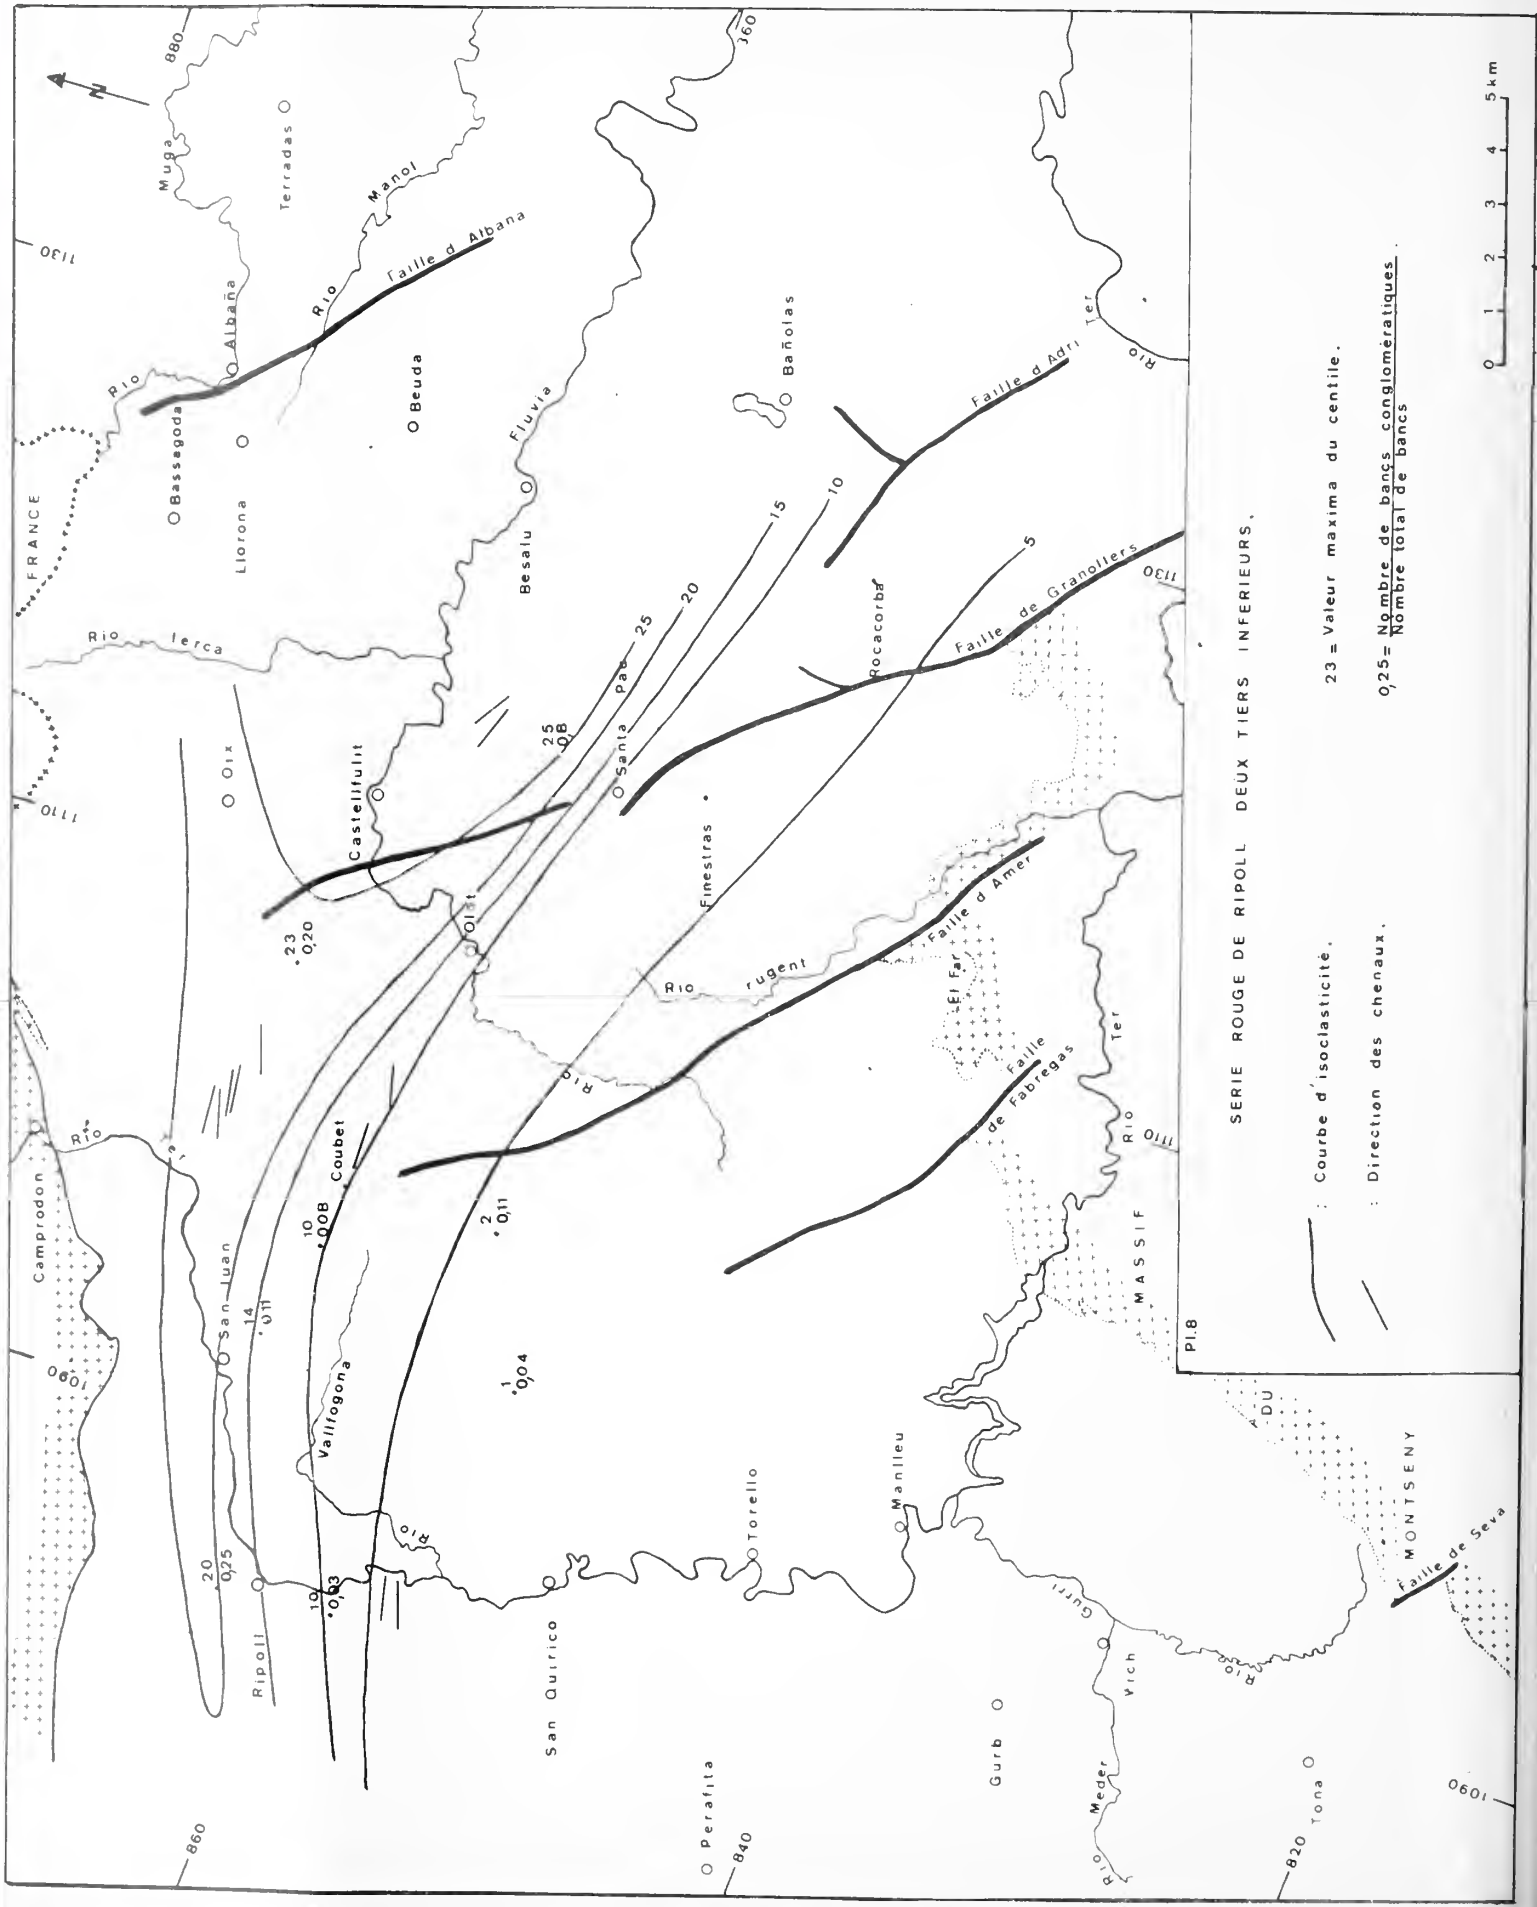 FRANCE
880
N
Muga
Terradas
1130
Rio
Albaña
Manol
Rio
Faille d Albana
Bassagoda
Llorona
Beuda
Fluvia
Besalu
360
Bañolas
Rio
Ter
Faille d Adri
Rio Ierca
1110
Oix
Castellfullit
25
20
15
10
5
25
0,8
Santa Pau
Rocacorba
Faille de Granollers
1130
23
0,20
Olot
Finestras
Rio
Brugent
Faille d Amer
El Far
Faille
de Fabregas
Ter
Rio
1110
Camprodon
Rio
Ter
Coubet
10
0,08
Rio
2
0,11
San Juan
14
0,11
1090
Vallfogona
1
0,04
MASSIF
DU
MONTSENY
20
0,25
10
0,03
Rio
Ripoll
San Quirico
Torello
Manlleu
Gurri
Rio
Faille de Seva
Vich
Gurb
Meder
Rio
Perafita
860
840
820
Tona
1090
Pl.8
SERIE ROUGE DE RIPOLL DEUX TIERS INFERIEURS.
: Courbe d'isoclasticité.
: Direction des chenaux.
23 = Valeur maxima du centile.
0,25 = Nombre de bancs conglomératiques.
Nombre total de bancs
0 1 2 3 4 5 km